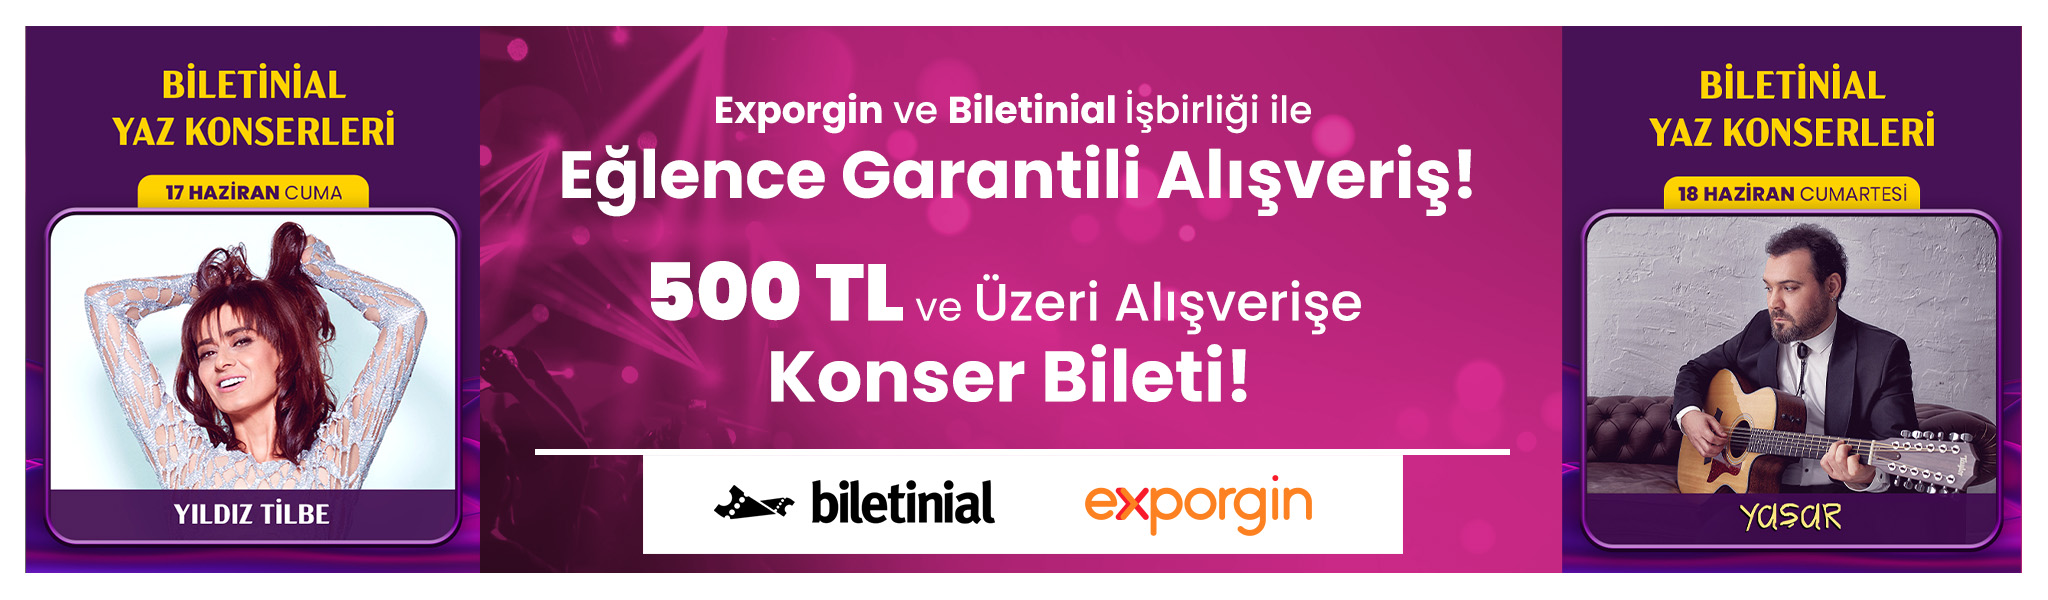 BİLETİNİAL
YAZ KONSERLERİ
17 HAZİRAN CUMA
YILDIZ TİLBE
Exporgin ve Biletinial İşbirliği ile
Eğlence Garantili Alışveriş!
500 TL ve Üzeri Alışverişe
Konser Bileti!
biletinial
exporgin
BİLETİNİAL
YAZ KONSERLERİ
18 HAZİRAN CUMARTESİ
YAŞAR